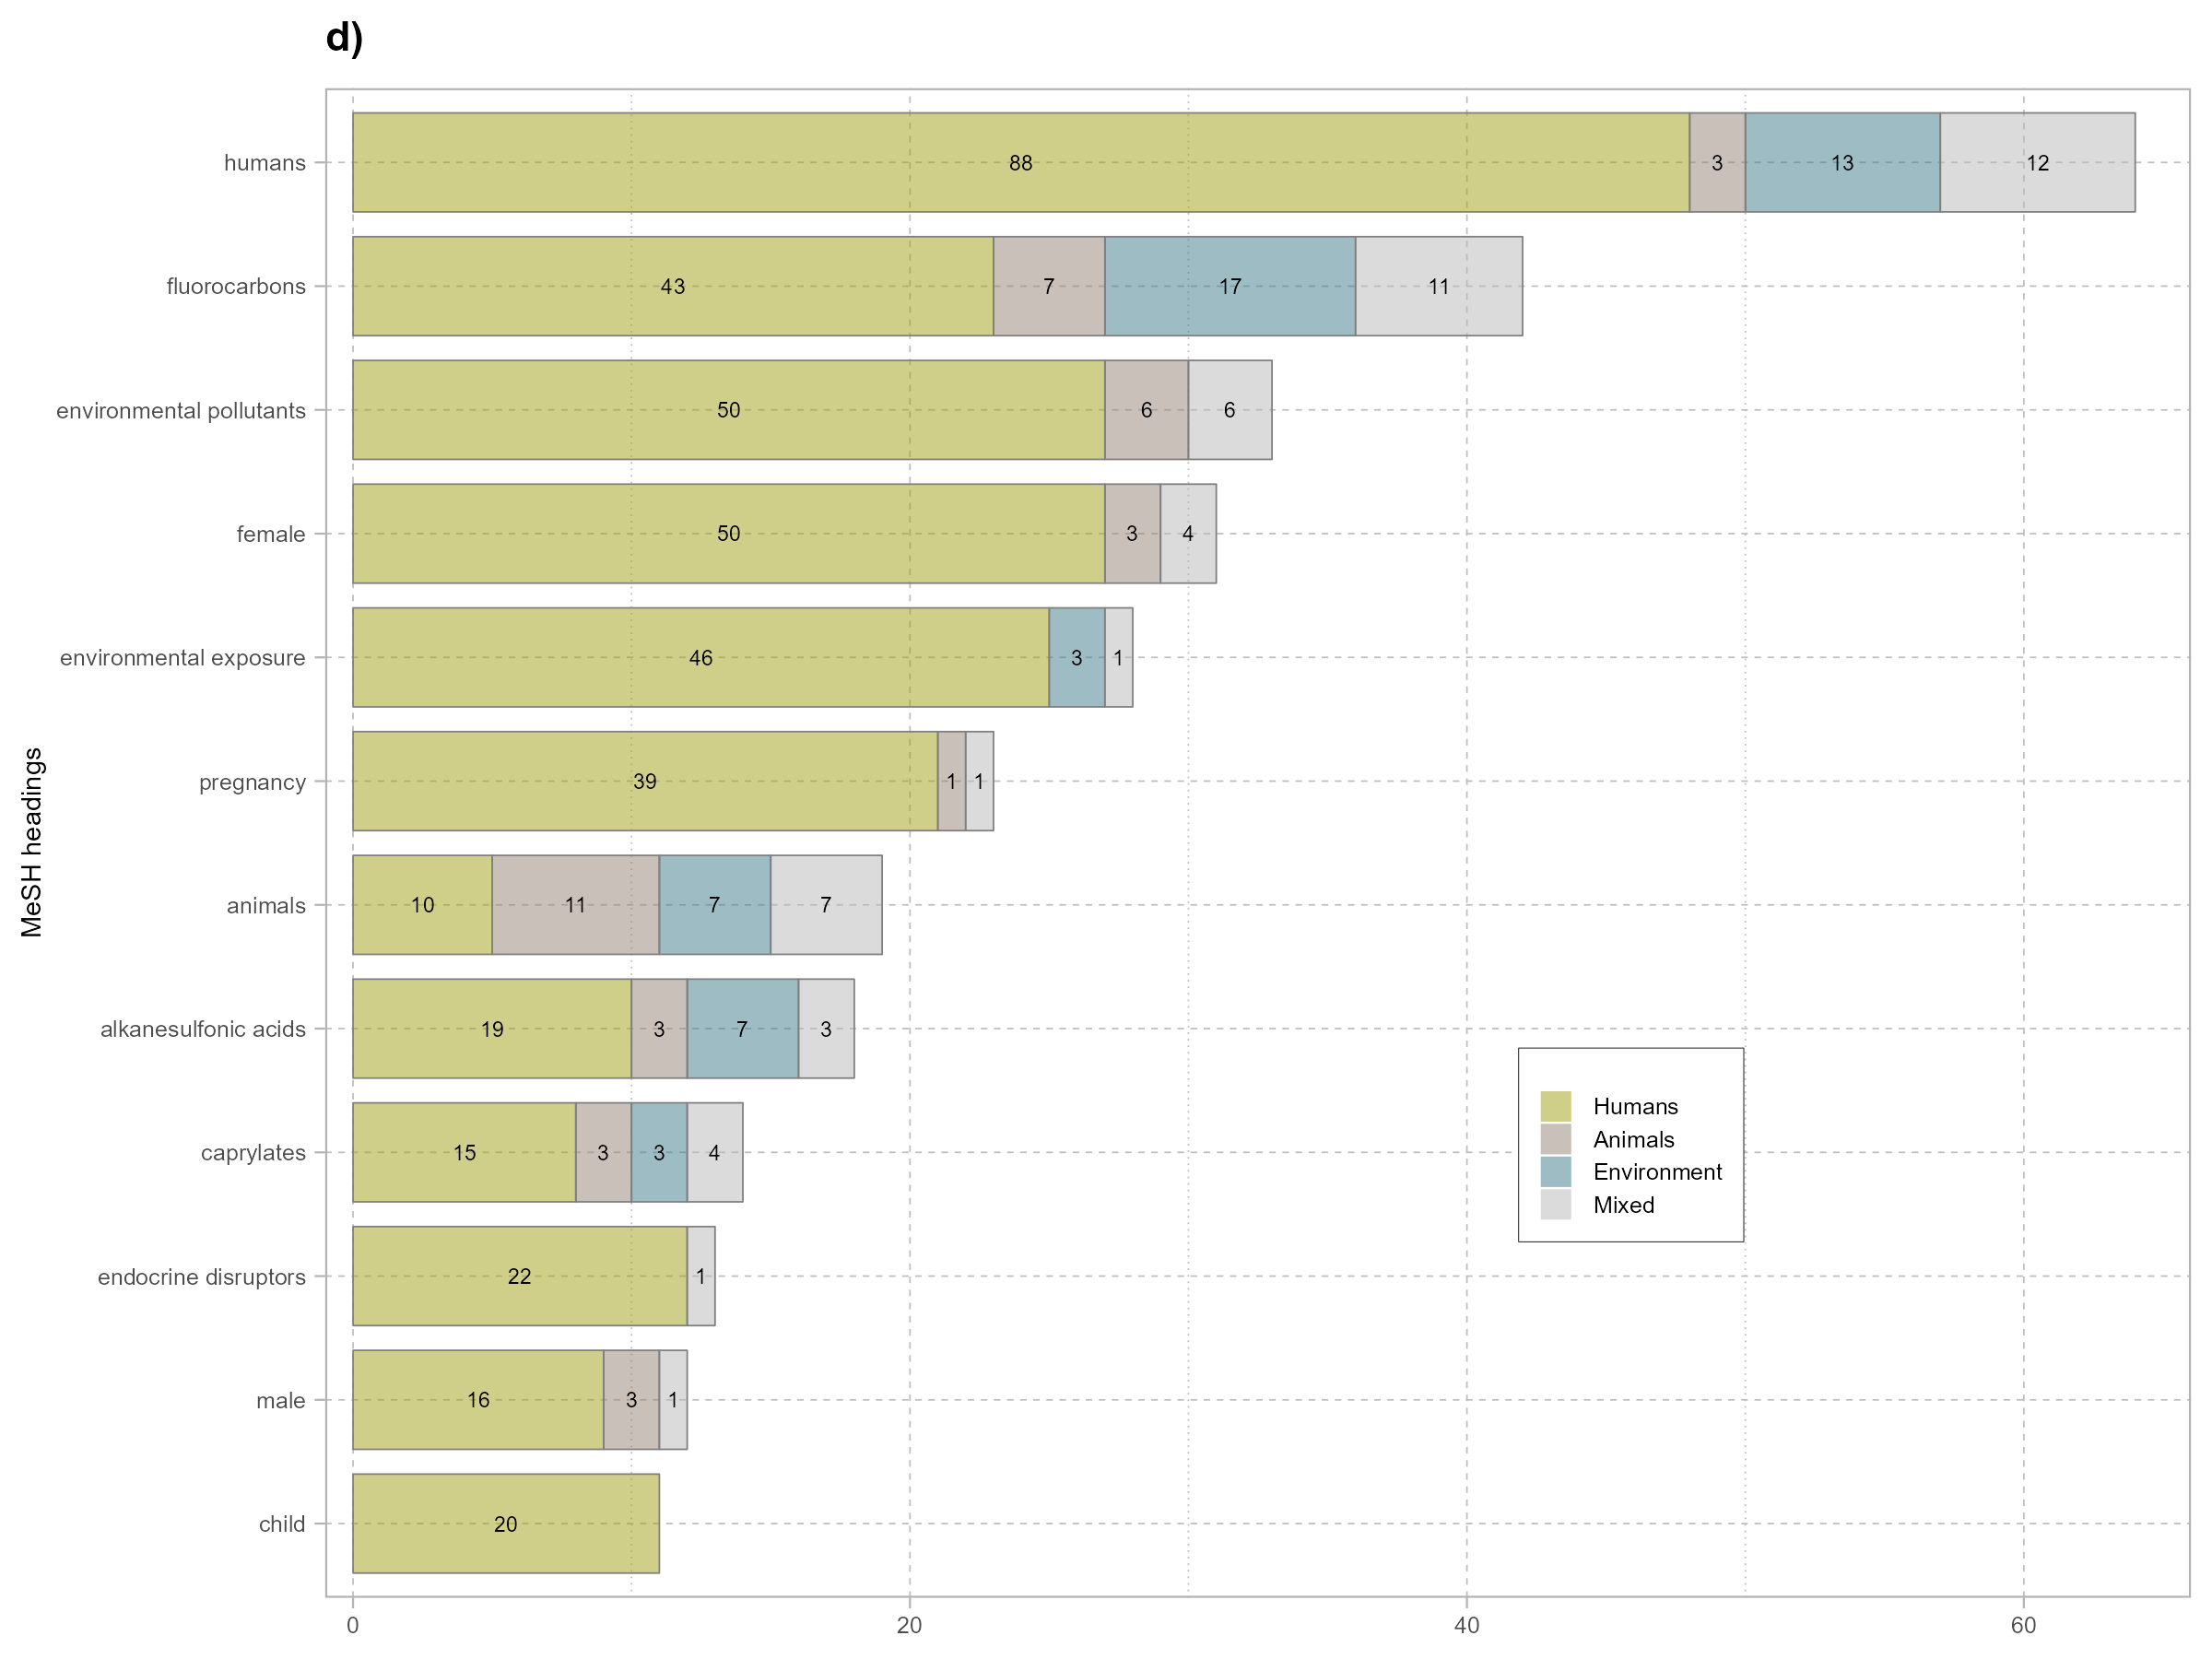 d)
humans 88 3 13 12
fluorocarbons 43 7 17 11
environmental pollutants 50 6 6
female 50 3 4
environmental exposure 46 3 1
pregnancy 39 1 1
animals 10 11 7 7
alkanesulfonic acids 19 3 7 3
caprylates 15 3 3 4
endocrine disruptors 22 1
male 16 3 1
child 20
MeSH headings
Humans
Animals
Environment
Mixed
0 20 40 60